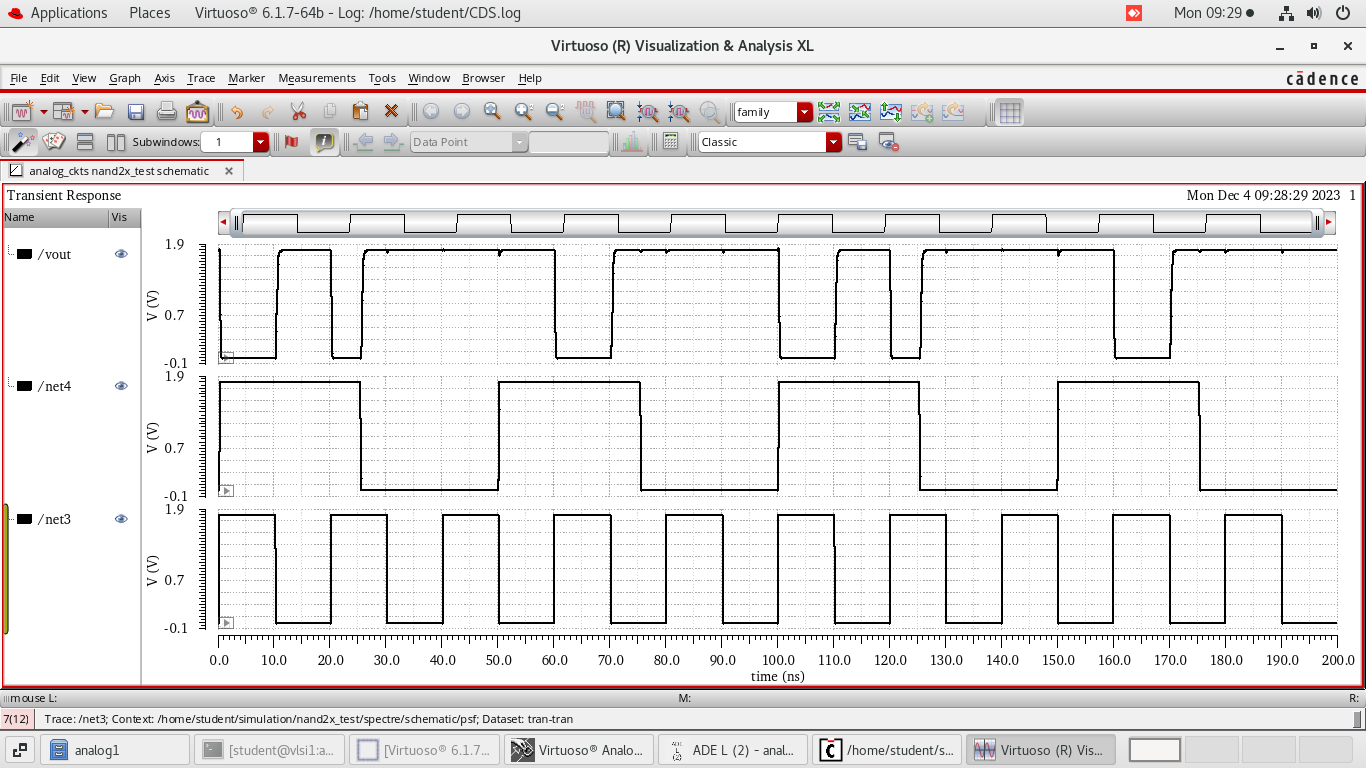 Applications Places Virtuoso® 6.1.7-64b - Log: /home/student/CDS.log Mon 09:29
Virtuoso (R) Visualization & Analysis XL
File Edit View Graph Axis Trace Marker Measurements Tools Window Browser Help cādence
family
Subwindows: 1 Data Point Classic
analog_ckts nand2x_test schematic
Transient Response Mon Dec 4 09:28:29 2023 1
Name Vis
/vout
1.9
0.7
-0.1
V (V)
/net4
1.9
0.7
-0.1
V (V)
/net3
1.9
0.7
-0.1
V (V)
0.0 10.0 20.0 30.0 40.0 50.0 60.0 70.0 80.0 90.0 100.0 110.0 120.0 130.0 140.0 150.0 160.0 170.0 180.0 190.0 200.0
time (ns)
mouse L: M: R:
7(12) Trace: /net3; Context: /home/student/simulation/nand2x_test/spectre/schematic/psf; Dataset: tran-tran
analog1 [student@vlsi1:a... [Virtuoso® 6.1.7... Virtuoso® Analo... ADE L (2) ADE L (2) - anal... /home/student/s... Virtuoso (R) Vis...